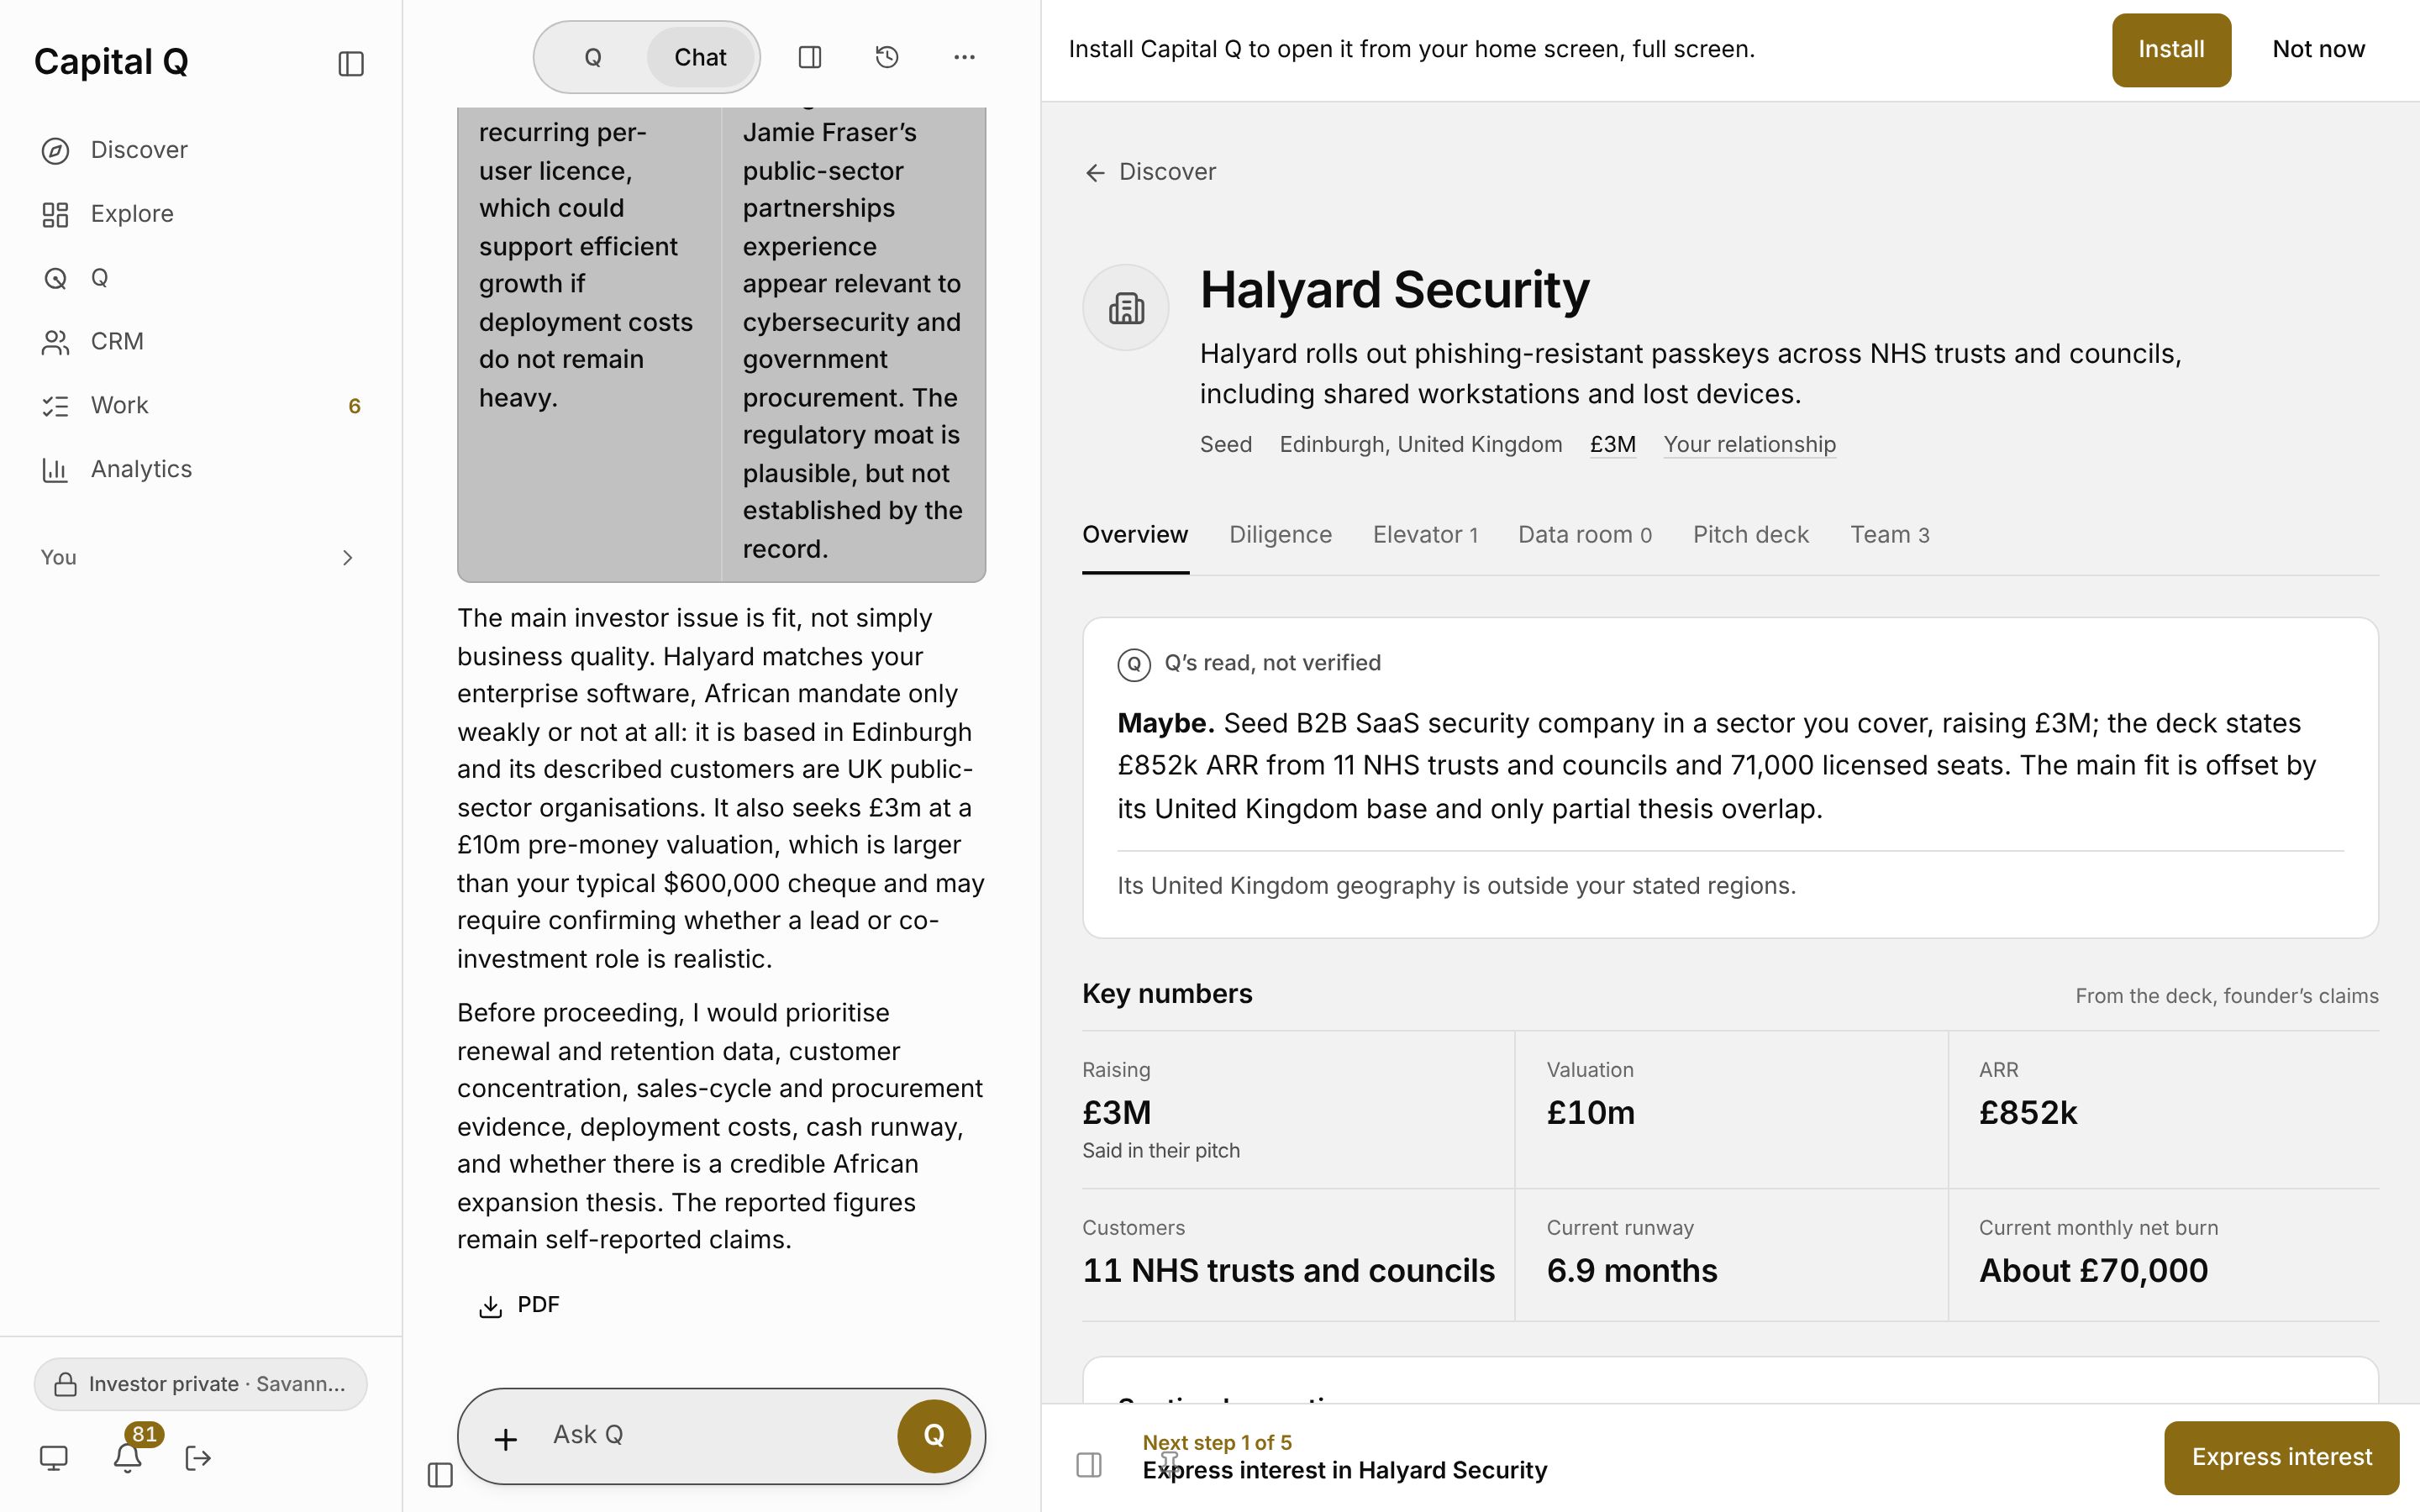 Capital Q
Discover
Explore
Q
CRM
Work 6
Analytics
You
Investor private · Savann...
81
Q Chat
recurring per-
user licence,
which could
support efficient
growth if
deployment costs
do not remain
heavy.
Jamie Fraser’s
public-sector
partnerships
experience
appear relevant to
cybersecurity and
government
procurement. The
regulatory moat is
plausible, but not
established by the
record.
The main investor issue is fit, not simply
business quality. Halyard matches your
enterprise software, African mandate only
weakly or not at all: it is based in Edinburgh
and its described customers are UK public-
sector organisations. It also seeks £3m at a
£10m pre-money valuation, which is larger
than your typical $600,000 cheque and may
require confirming whether a lead or co-
investment role is realistic.
Before proceeding, I would prioritise
renewal and retention data, customer
concentration, sales-cycle and procurement
evidence, deployment costs, cash runway,
and whether there is a credible African
expansion thesis. The reported figures
remain self-reported claims.
PDF
Ask Q
Q
Install Capital Q to open it from your home screen, full screen.
Install
Not now
Discover
Halyard Security
Halyard rolls out phishing-resistant passkeys across NHS trusts and councils,
including shared workstations and lost devices.
Seed Edinburgh, United Kingdom £3M Your relationship
Overview Diligence Elevator 1 Data room 0 Pitch deck Team 3
Q Q’s read, not verified
Maybe. Seed B2B SaaS security company in a sector you cover, raising £3M; the deck states
£852k ARR from 11 NHS trusts and councils and 71,000 licensed seats. The main fit is offset by
its United Kingdom base and only partial thesis overlap.
Its United Kingdom geography is outside your stated regions.
Key numbers
From the deck, founder’s claims
Raising
£3M
Said in their pitch
Valuation
£10m
ARR
£852k
Customers
11 NHS trusts and councils
Current runway
6.9 months
Current monthly net burn
About £70,000
Next step 1 of 5
Express interest in Halyard Security
Express interest